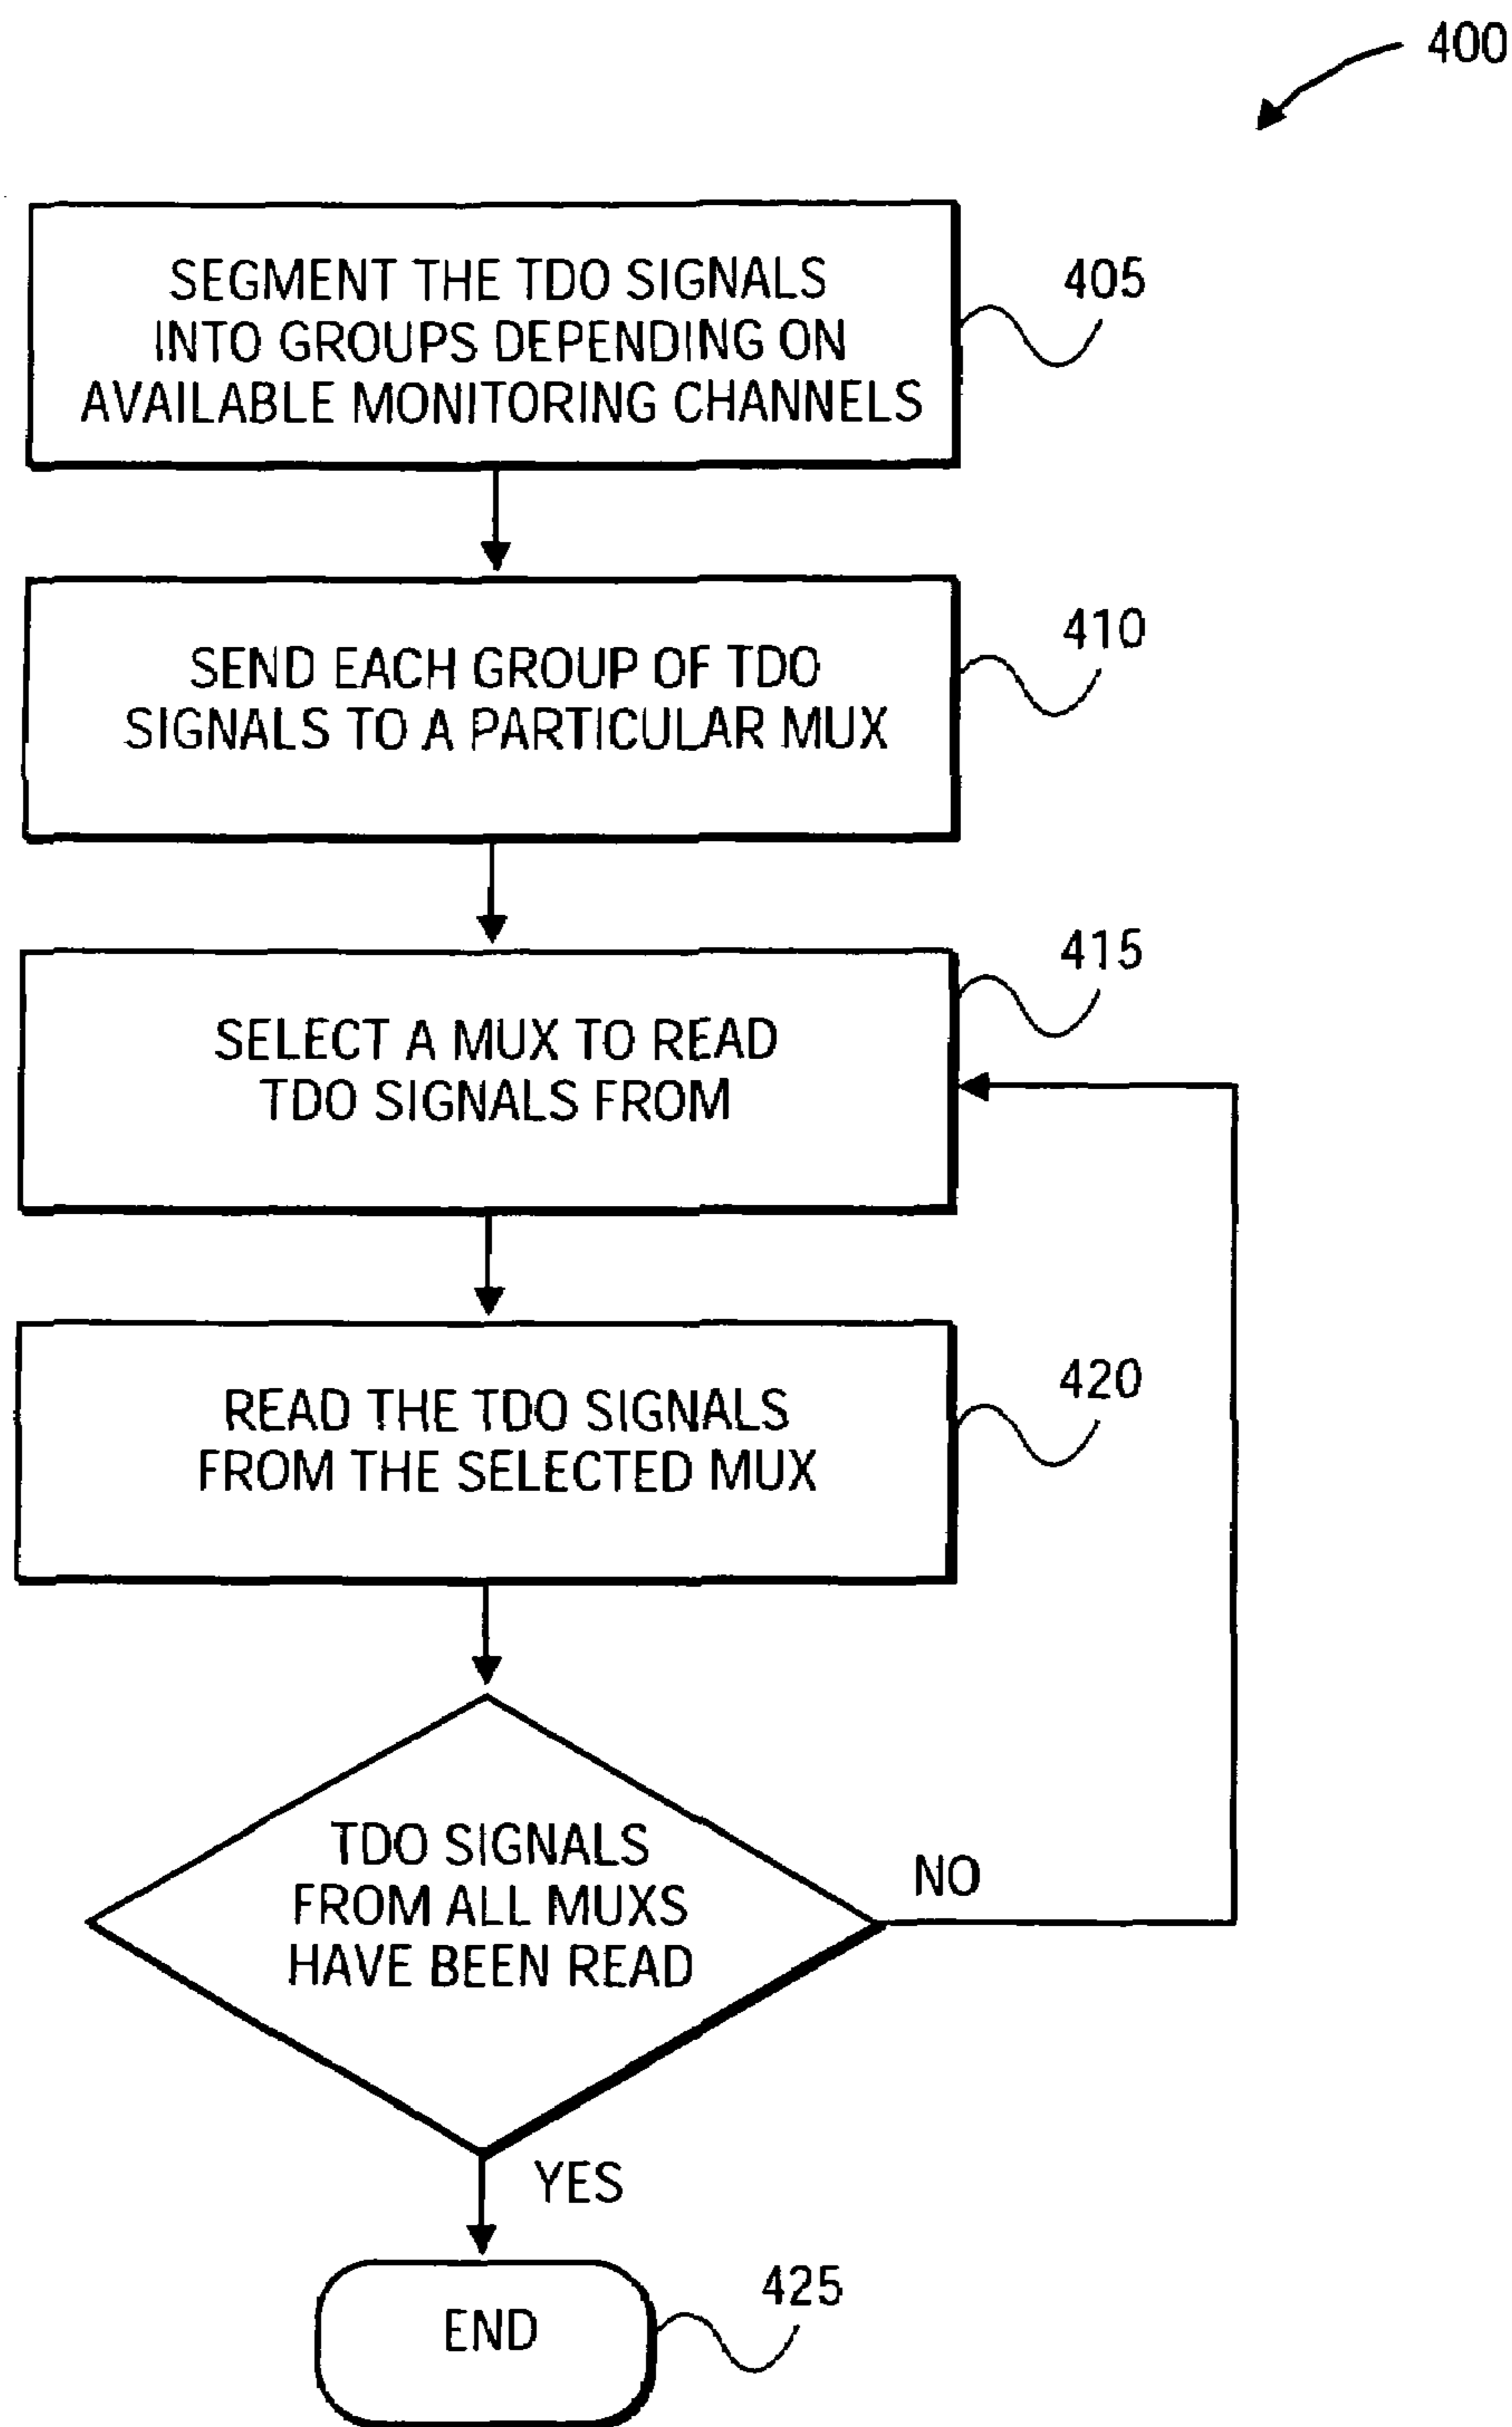 400
SEGMENT THE TDO SIGNALS
INTO GROUPS DEPENDING ON
AVAILABLE MONITORING CHANNELS
405
SEND EACH GROUP OF TDO
SIGNALS TO A PARTICULAR MUX
410
SELECT A MUX TO READ
TDO SIGNALS FROM
415
READ THE TDO SIGNALS
FROM THE SELECTED MUX
420
TDO SIGNALS
FROM ALL MUXS
HAVE BEEN READ
NO
YES
END
425